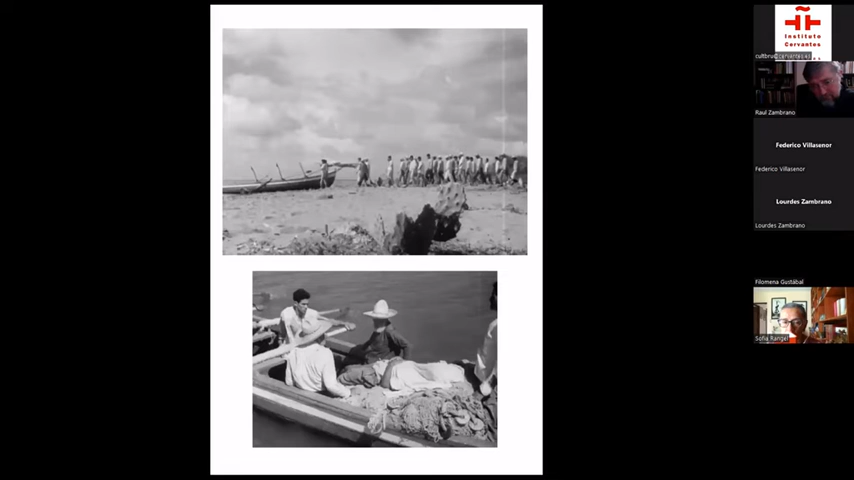 Instituto
Cervantes
Raul Zambrano
Federico Villasenor
Federico Villasenor
Lourdes Zambrano
Lourdes Zambrano
Filomena Gustábal
Sofia Rangel